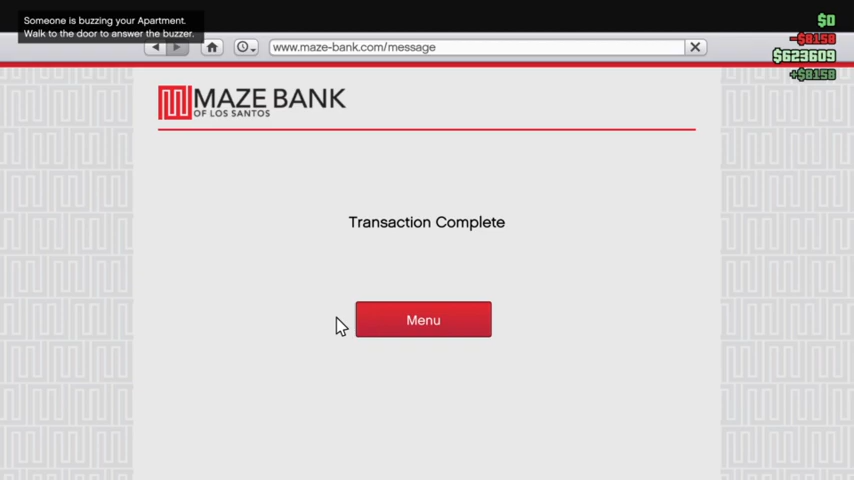 Someone is buzzing your Apartment.
Walk to the door to answer the buzzer.
$0
-$8158
$623609
+$8158
www.maze-bank.com/message
MAZE BANK
OF LOS SANTOS
Transaction Complete
Menu